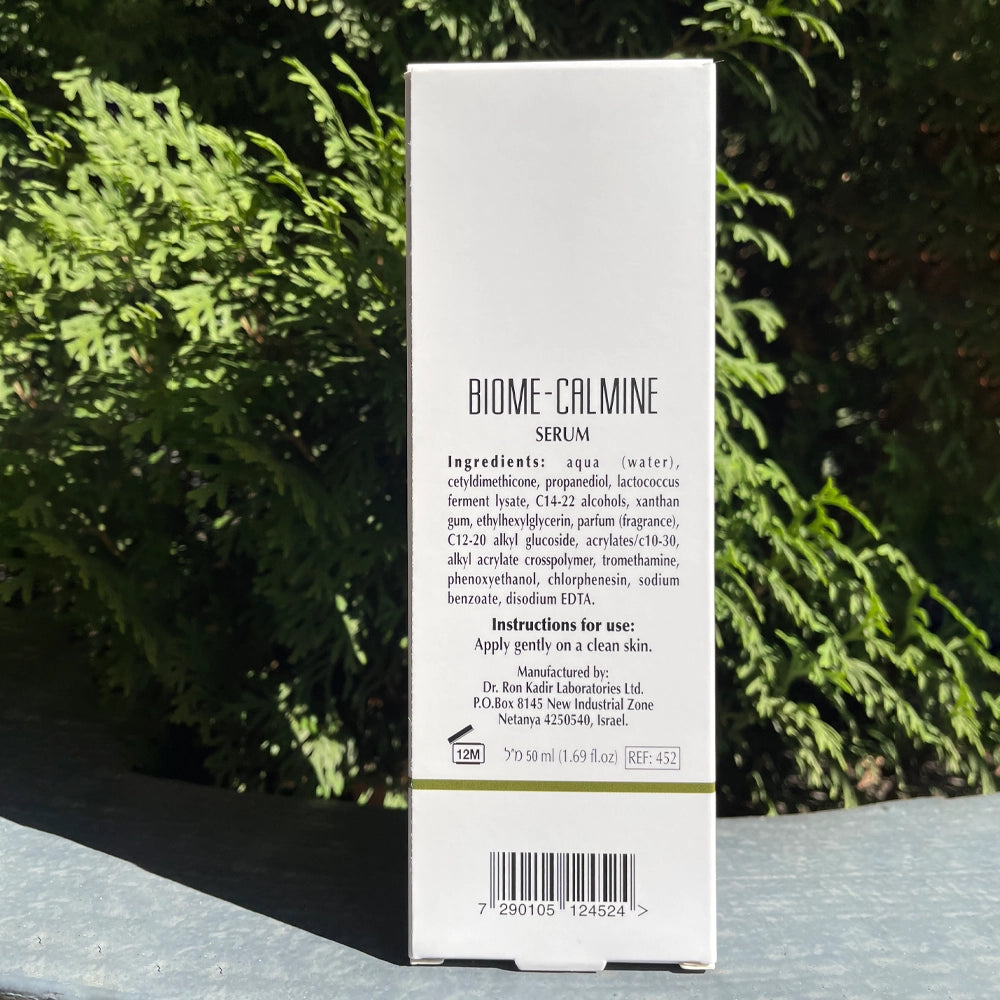 BIOME-CALMINE
SERUM
Ingredients: aqua (water),
cetyldimethicone, propanediol, lactococcus
ferment lysate, C14-22 alcohols, xanthan
gum, ethylhexylglycerin, parfum (fragrance),
C12-20 alkyl glucoside, acrylates/c10-30,
alkyl acrylate crosspolymer, tromethamine,
phenoxyethanol, chlorphenesin, sodium
benzoate, disodium EDTA.
Instructions for use:
Apply gently on a clean skin.
Manufactured by:
Dr. Ron Kadir Laboratories Ltd.
P.O.Box 8145 New Industrial Zone
Netanya 4250540, Israel.
12M מ"ל 50 ml (1.69 fl.oz) REF: 452
7 290105 124524 >